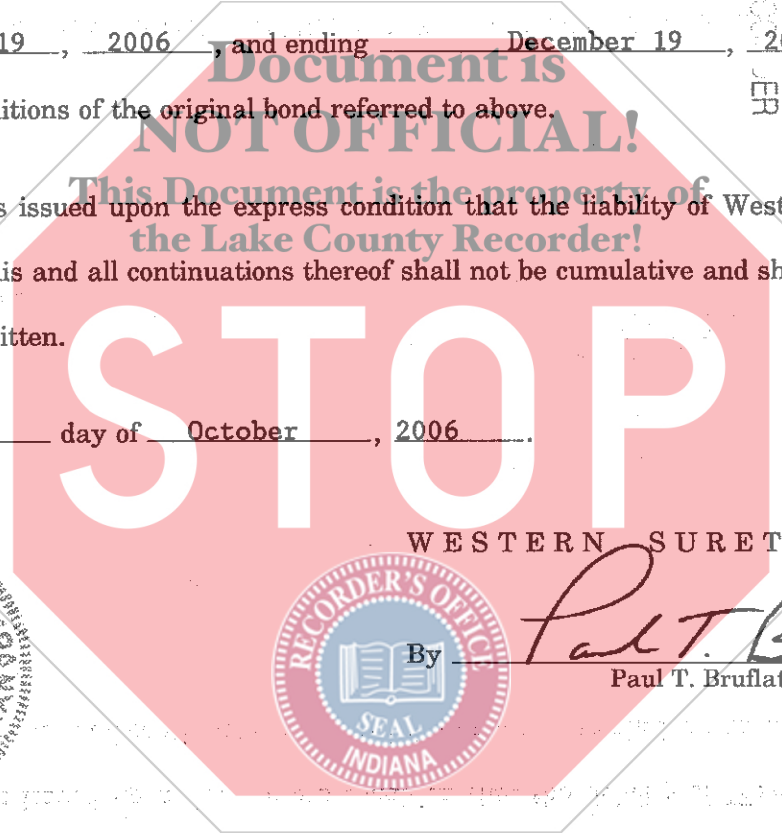 19 , 2006 , and ending December 19 ,
Document is
itions of the original bond referred to above.
NOT OFFICIAL!
This Document is the property of
s issued upon the express condition that the liability of West
the Lake County Recorder!
is and all continuations thereof shall not be cumulative and sh
itten.
STOP
day of October , 2006 .
WESTERN SURET
By Paul T. B
Paul T. Bruflat
RECORDER'S OFFICE
SEAL
INDIANA
ER